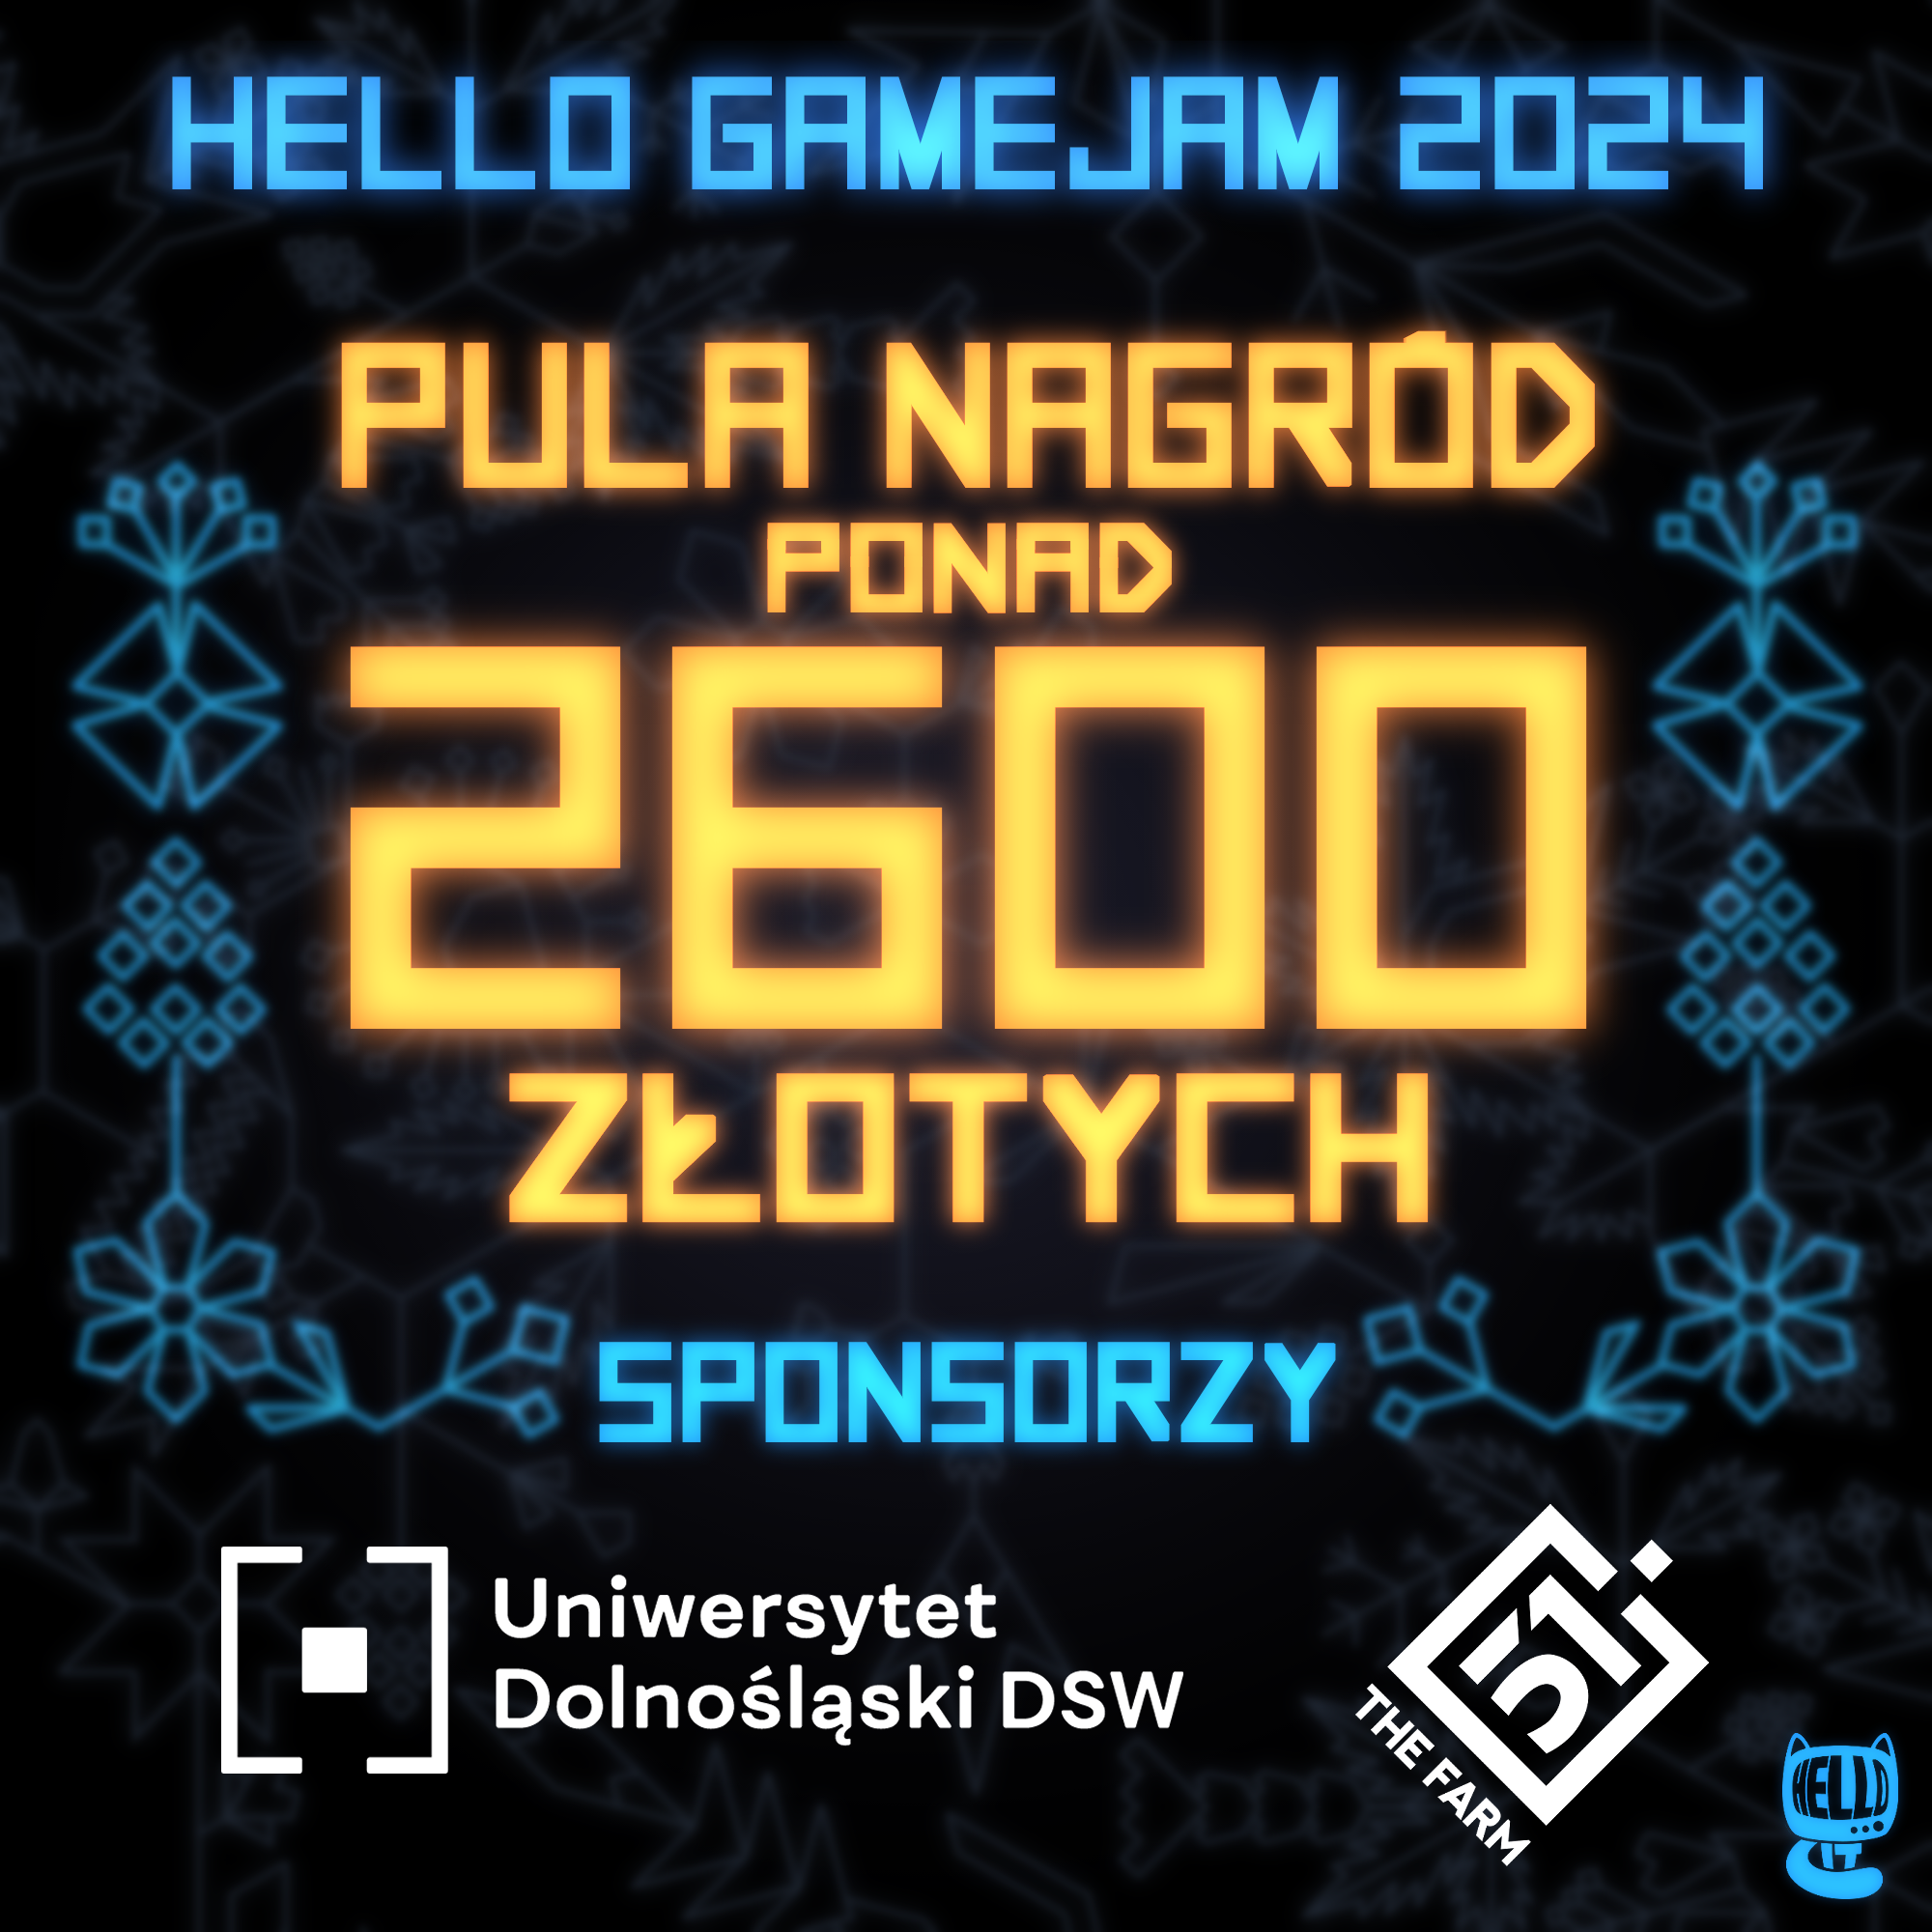 HELLO GAMEJAM 2024
PULA NAGRÓD
PONAD
2600
ZŁOTYCH
SPONSORZY
Uniwersytet
Dolnośląski DSW
51
THE FARM
HELLO
IT